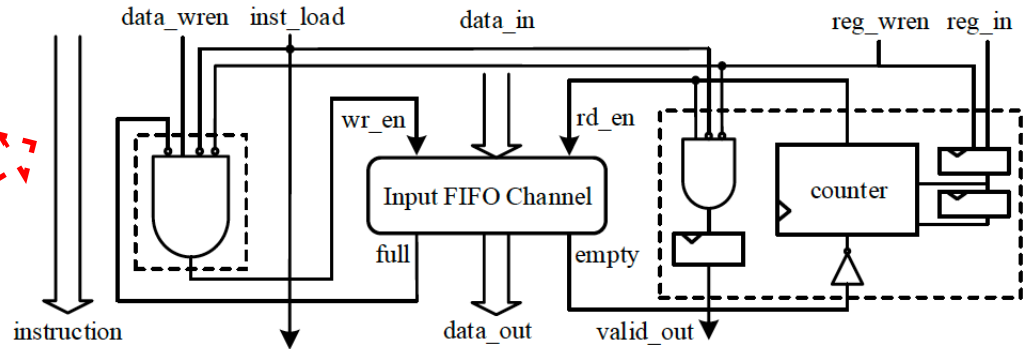 data_wren inst_load data_in reg_wren reg_in
wr_en rd_en
Input FIFO Channel counter
full empty
instruction data_out valid_out